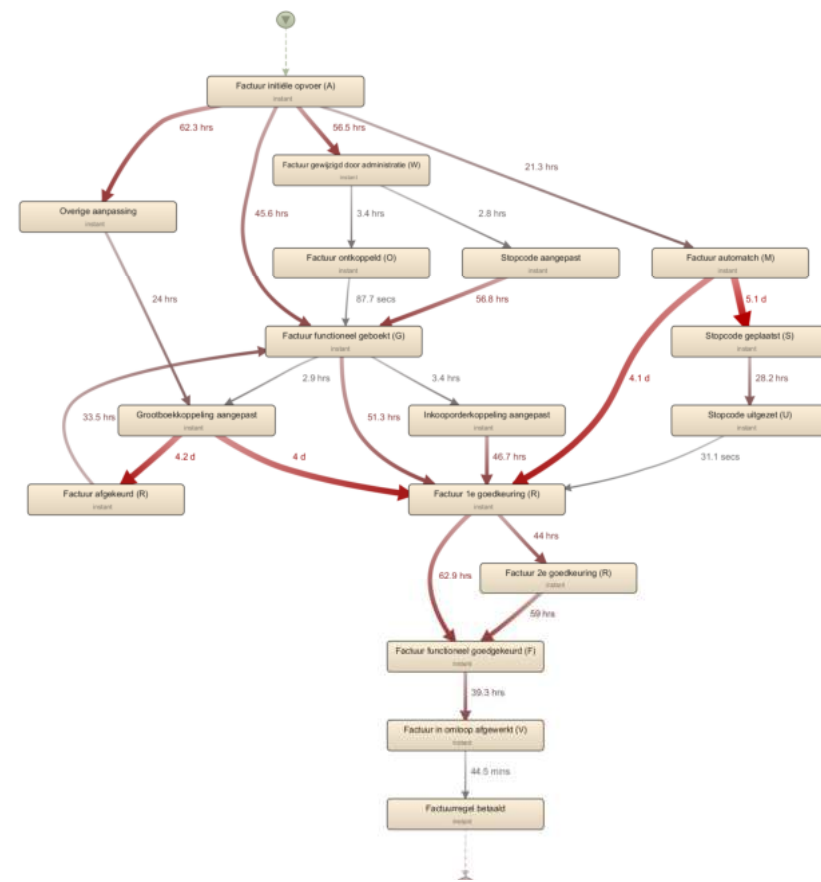 Factuur initiële opvoer (A)
instant
62.3 hrs
56.5 hrs
Factuur gewijzigd door administratie (W)
instant
21.3 hrs
Overige aanpassing
instant
45.6 hrs
3.4 hrs
2.8 hrs
Factuur ontkoppeld (O)
instant
Stopcode aangepast
instant
Factuur automatch (M)
instant
24 hrs
87.7 secs
56.8 hrs
5.1 d
Factuur functioneel geboekt (G)
instant
Stopcode geplaatst (S)
instant
2.9 hrs
3.4 hrs
4.1 d
28.2 hrs
33.5 hrs
Grootboekkoppeling aangepast
instant
51.3 hrs
Inkooporderkoppeling aangepast
instant
Stopcode uitgezet (U)
instant
4.2 d
4 d
46.7 hrs
31.1 secs
Factuur afgekeurd (R)
instant
Factuur 1e goedkeuring (R)
instant
44 hrs
62.9 hrs
Factuur 2e goedkeuring (R)
instant
59 hrs
Factuur functioneel goedgekeurd (F)
instant
39.3 hrs
Factuur in omloop afgewerkt (V)
instant
44.5 mins
Factuurregel betaald
instant